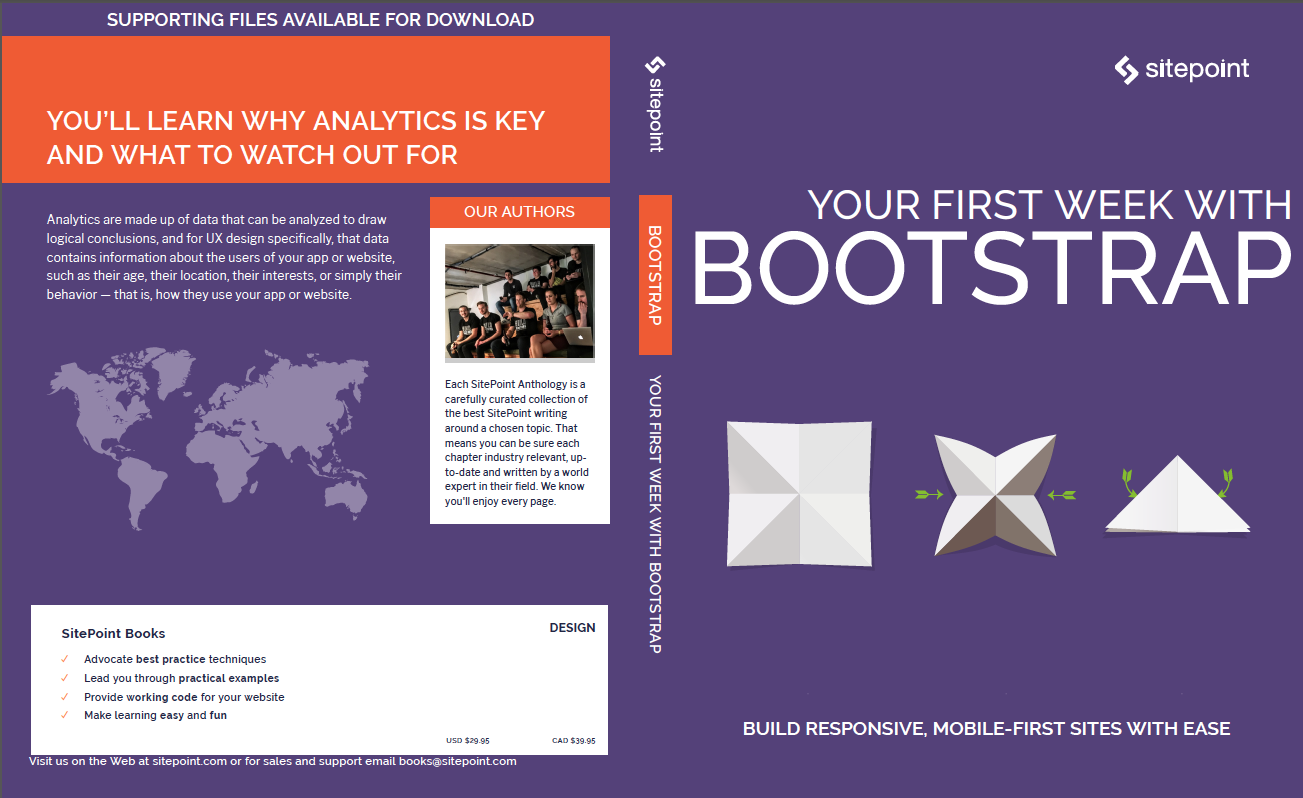 SUPPORTING FILES AVAILABLE FOR DOWNLOAD
YOU’LL LEARN WHY ANALYTICS IS KEY
AND WHAT TO WATCH OUT FOR
Analytics are made up of data that can be analyzed to draw
logical conclusions, and for UX design specifically, that data
contains information about the users of your app or website,
such as their age, their location, their interests, or simply their
behavior — that is, how they use your app or website.
OUR AUTHORS
Each SitePoint Anthology is a
carefully curated collection of
the best SitePoint writing
around a chosen topic. That
means you can be sure each
chapter industry relevant, up-
to-date and written by a world
expert in their field. We know
you'll enjoy every page.
SitePoint Books
DESIGN
✓ Advocate best practice techniques
✓ Lead you through practical examples
✓ Provide working code for your website
✓ Make learning easy and fun
USD $29.95
CAD $39.95
Visit us on the Web at sitepoint.com or for sales and support email books@sitepoint.com
sitepoint
BOOTSTRAP
YOUR FIRST WEEK WITH BOOTSTRAP
sitepoint
YOUR FIRST WEEK WITH
BOOTSTRAP
BUILD RESPONSIVE, MOBILE-FIRST SITES WITH EASE